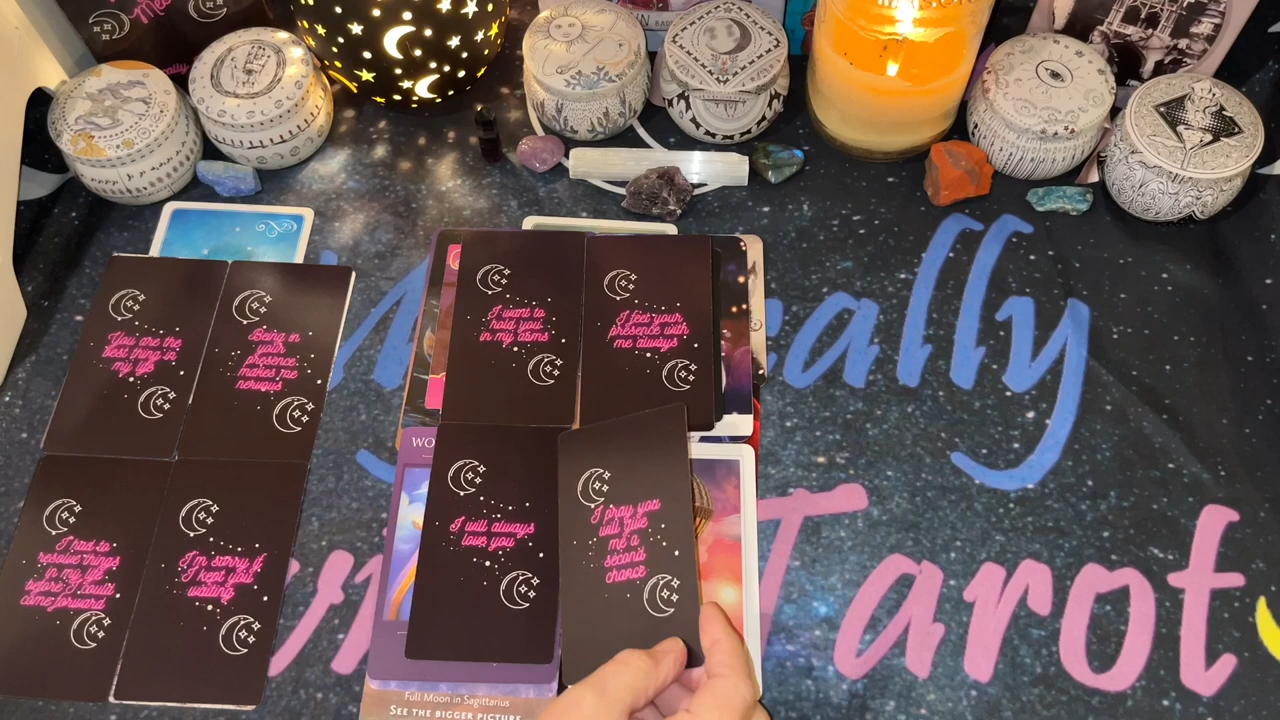 25
You are the
best thing in
my life
Being in
your
presence
makes me
nervous
I want to
hold you
in my arms
I feel your
presence with
me always
I had to
resolve things
in my life
before I could
come forward
I'm sorry if
I kept you
waiting
I will always
love you
I pray you
will give
me a
second
chance
WO
Full Moon in Sagittarius
SEE THE BIGGER PICTURE
ally
Tarot